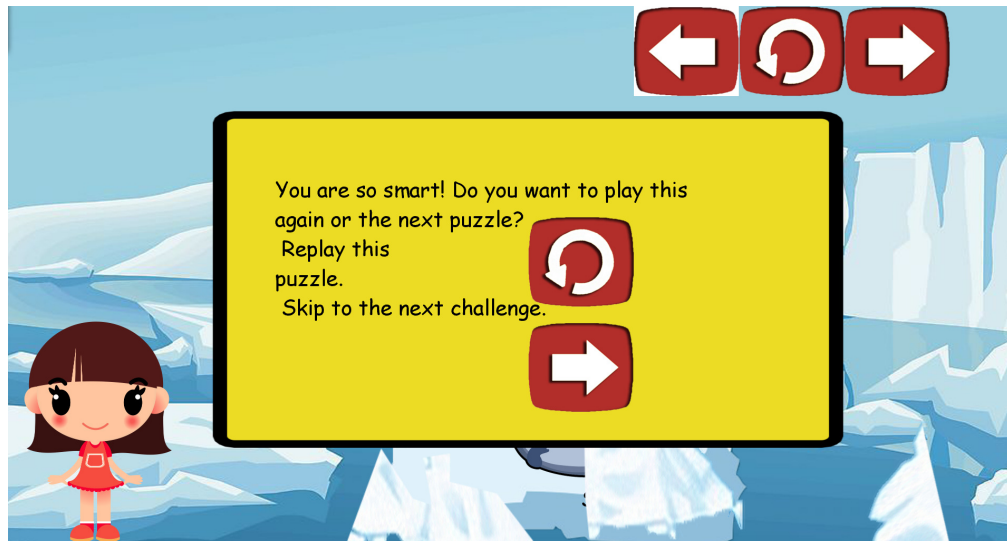 You are so smart! Do you want to play this
again or the next puzzle?
Replay this
puzzle.
Skip to the next challenge.